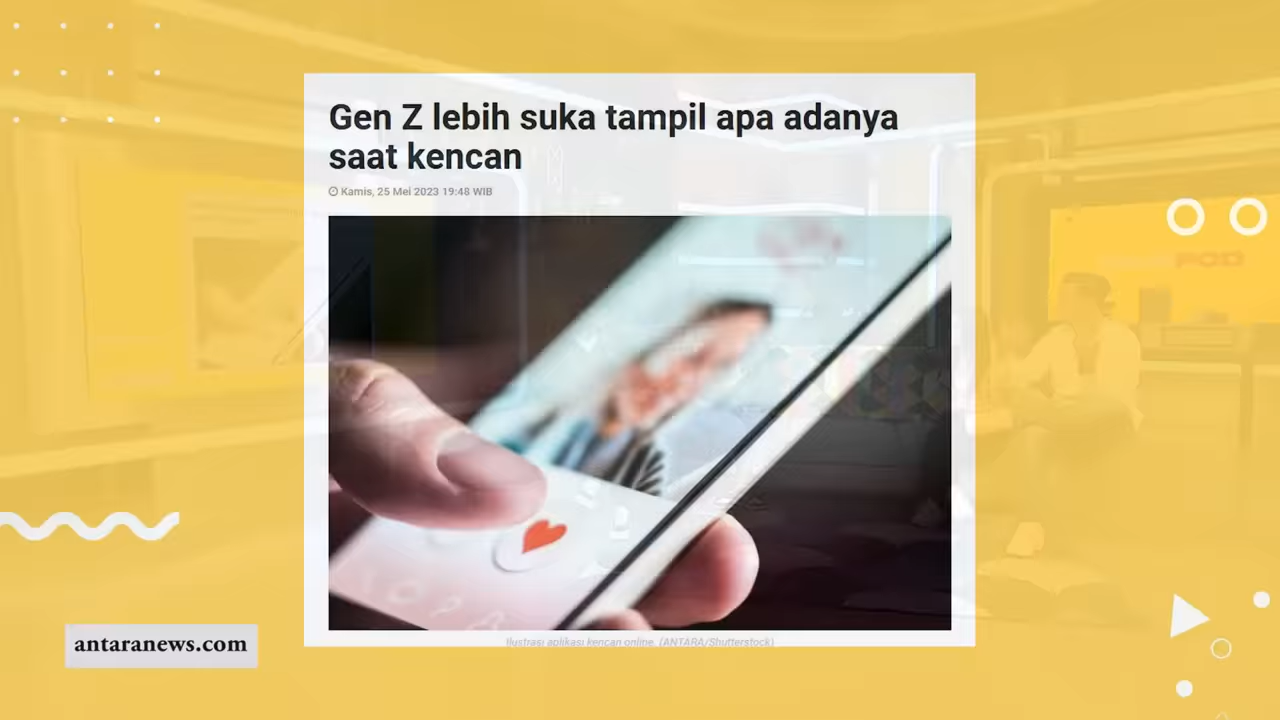 Gen Z lebih suka tampil apa adanya
saat kencan
Kamis, 25 Mei 2023 19:48 WIB
Ilustrasi aplikasi kencan online. (ANTARA/Shutterstock)
antaranews.com